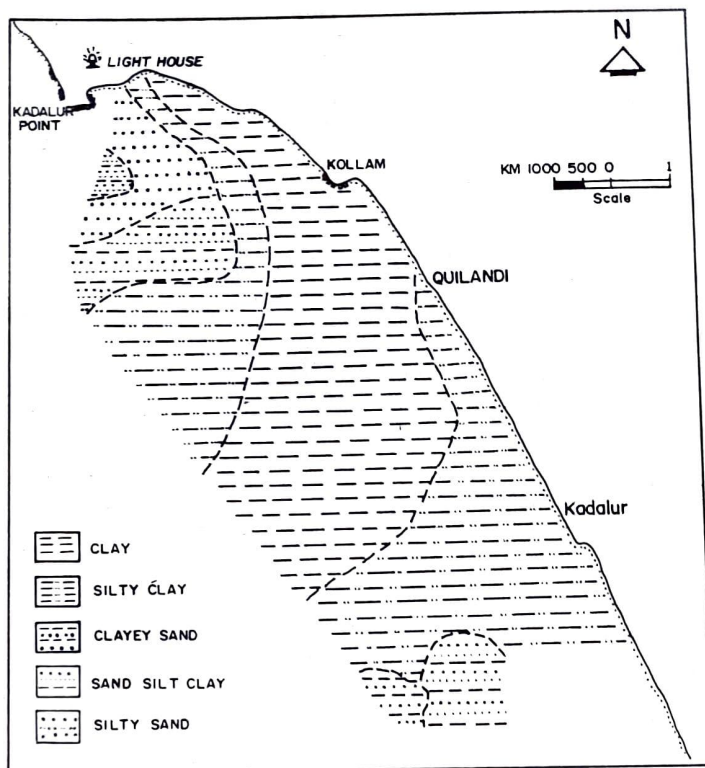 N
LIGHT HOUSE
KADALUR
POINT
KOLLAM
KM 1000 500 0 1
Scale
QUILANDI
Kadalur
CLAY
SILTY CLAY
CLAYEY SAND
SAND SILT CLAY
SILTY SAND